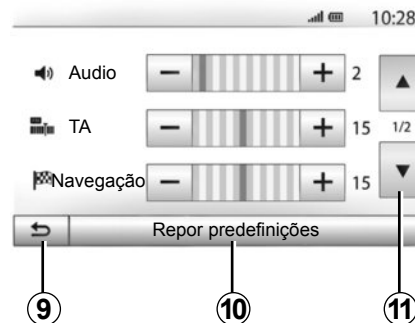 10:28
Audio − + 2
TA − + 15 1/2
Navegação − + 15
Repor predefinições
9 10 11